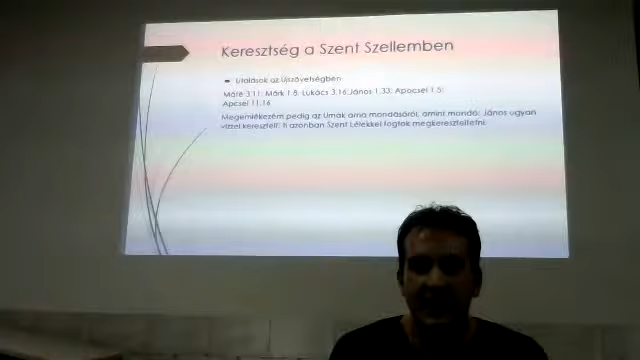 Keresztség a Szent Szellemben
Utalások az Újszövetségben
Máté 3.11; Márk 1.8; Lukács 3.16; János 1.33; Apocsel 1.5;
Apcsel 11.16
Megemlékezém pedig az Úrnak ama mondásáról, amint mondá: János ugyan
vízzel keresztelt, ti azonban Szent Lélekkel fogtok megkereszteltetni.